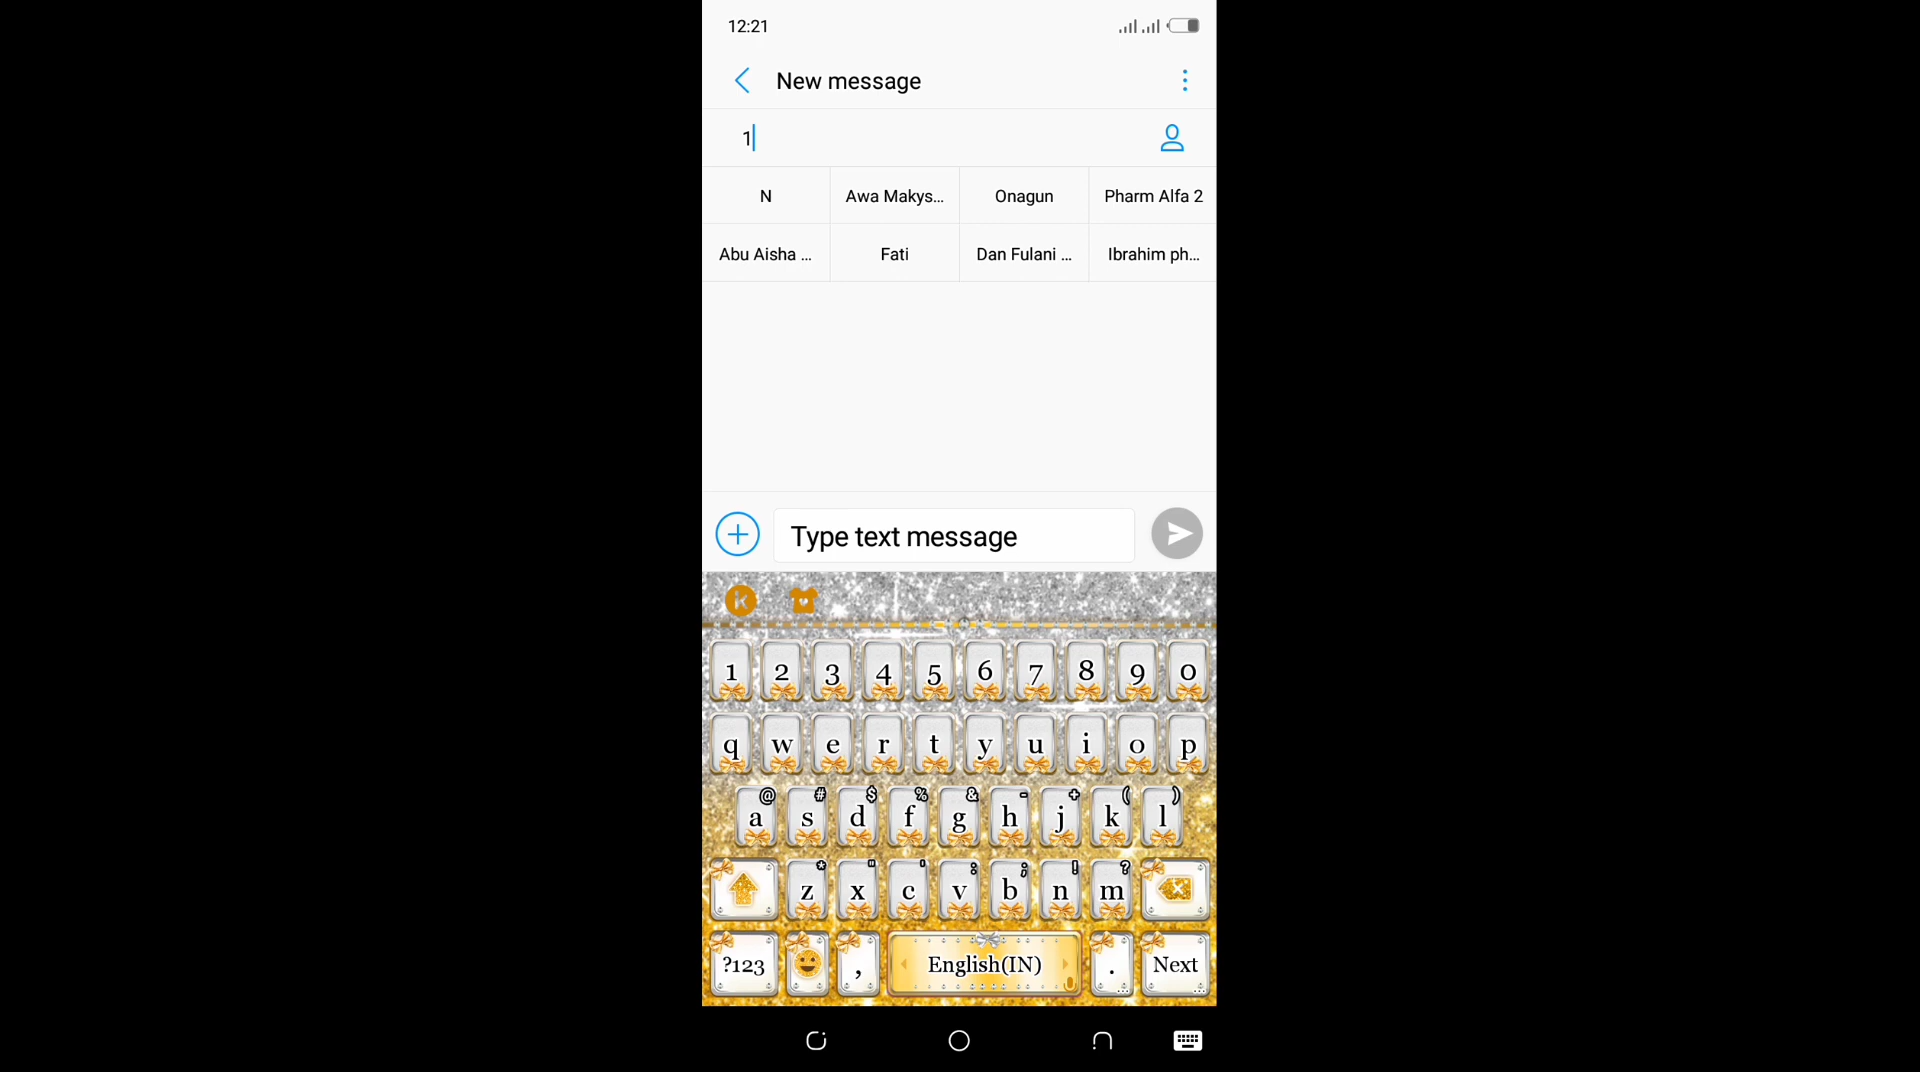 12:21
New message
1
N Awa Makys... Onagun Pharm Alfa 2
Abu Aisha ... Fati Dan Fulani ... Ibrahim ph...
Type text message
K
1 2 3 4 5 6 7 8 9 0
q w e r t y u i o p
@ # $ % & - + ( )
a s d f g h j k l
* " ' : ; ! ?
z x c v b n m
?123 , English(IN) . Next
... ...